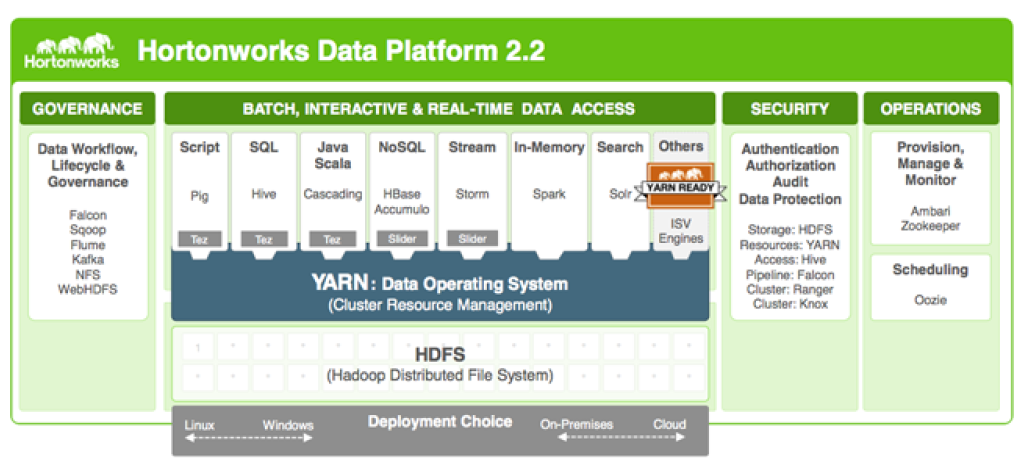 Hortonworks
Hortonworks Data Platform 2.2
GOVERNANCE
Data Workflow,
Lifecycle &
Governance
Falcon
Sqoop
Flume
Kafka
NFS
WebHDFS
BATCH, INTERACTIVE & REAL-TIME DATA ACCESS
Script
Pig
Tez
SQL
Hive
Tez
Java
Scala
Cascading
Tez
NoSQL
HBase
Accumulo
Slider
Stream
Storm
Slider
In-Memory
Spark
Search
Solr
Others
YARN READY
ISV
Engines
YARN : Data Operating System
(Cluster Resource Management)
1
HDFS
(Hadoop Distributed File System)
Deployment Choice
Linux
Windows
On-Premises
Cloud
SECURITY
Authentication
Authorization
Audit
Data Protection
Storage: HDFS
Resources: YARN
Access: Hive
Pipeline: Falcon
Cluster: Ranger
Cluster: Knox
OPERATIONS
Provision,
Manage &
Monitor
Ambari
Zookeeper
Scheduling
Oozie